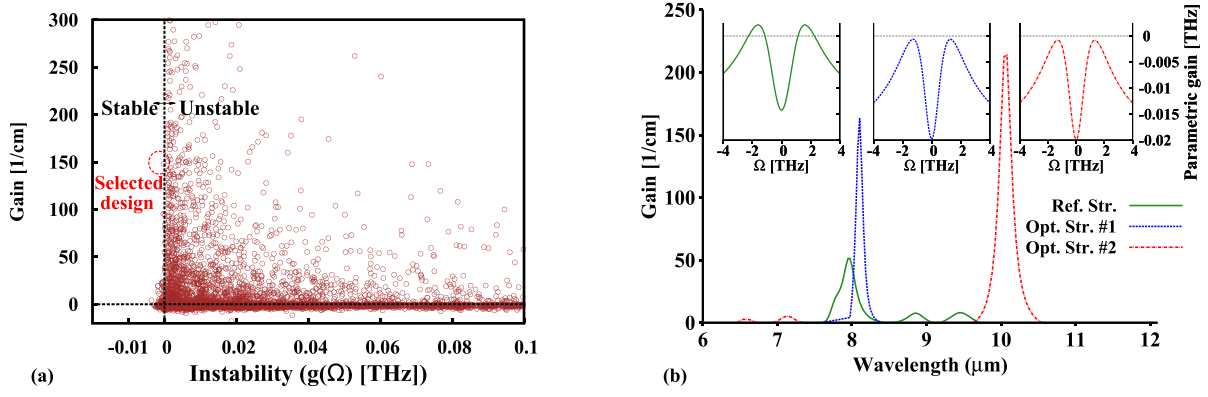 300
250
200
150
100
50
0
Gain [1/cm]
Stable
Unstable
Selected
design
-0.01 0 0.02 0.04 0.06 0.08 0.1
Instability (g(Ω) [THz])
(a)
250
200
150
100
50
0
Gain [1/cm]
-4 -2 0 2 4
Ω [THz]
-4 -2 0 2 4
Ω [THz]
-4 -2 0 2 4
Ω [THz]
0
-0.005
-0.01
-0.015
-0.02
Parametric gain [THz]
Ref. Str.
Opt. Str. #1
Opt. Str. #2
6 7 8 9 10 11 12
Wavelength (μm)
(b)